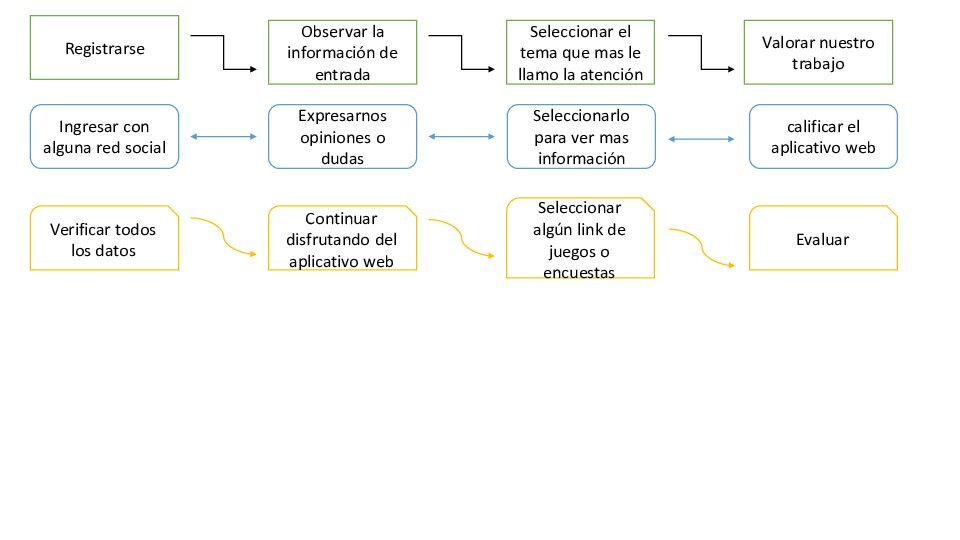 Registrarse
Observar la
información de
entrada
Seleccionar el
tema que mas le
llamo la atención
Valorar nuestro
trabajo
Ingresar con
alguna red social
Expresarnos
opiniones o
dudas
Seleccionarlo
para ver mas
información
calificar el
aplicativo web
Verificar todos
los datos
Continuar
disfrutando del
aplicativo web
Seleccionar
algún link de
juegos o
encuestas
Evaluar